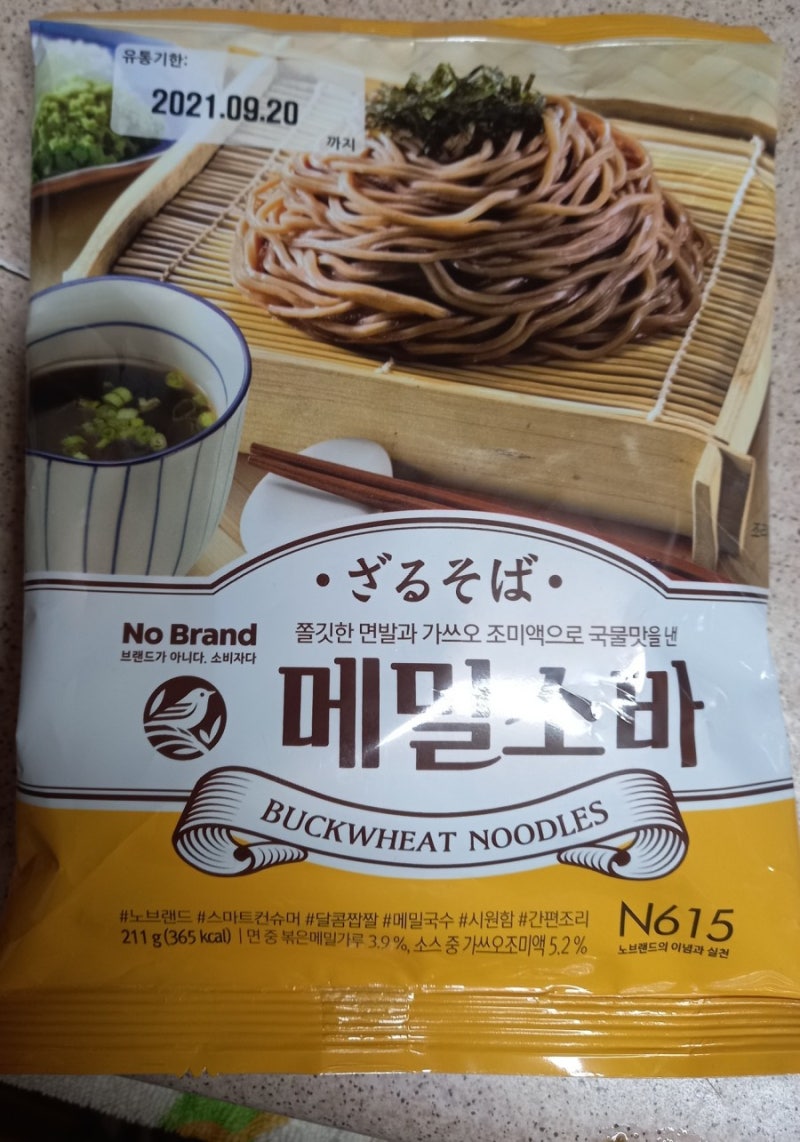 유통기한:
2021.09.20
까지
•ざるそば•
No Brand
브랜드가 아니다. 소비자다
쫄깃한 면발과 가쓰오 조미액으로 국물맛을 낸
메밀소바
BUCKWHEAT NOODLES
#노브랜드 #스마트컨슈머 #달콤짭짤 #메밀국수 #시원함 #간편조리
211 g (365 kcal) | 면 중 볶은메밀가루 3.9 %, 소스 중 가쓰오조미액 5.2 %
N615
노브랜드의 이념과 실천